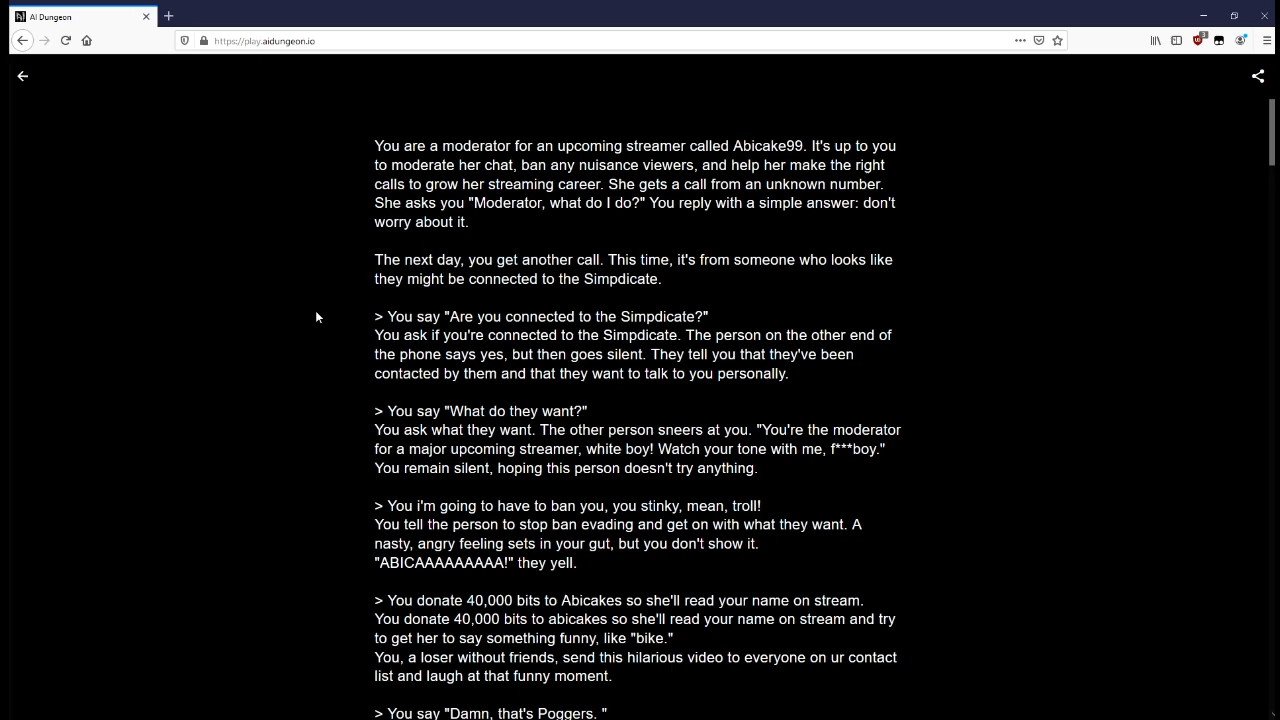 AI Dungeon
https://play.aidungeon.io
3
You are a moderator for an upcoming streamer called Abicake99. It's up to you
to moderate her chat, ban any nuisance viewers, and help her make the right
calls to grow her streaming career. She gets a call from an unknown number.
She asks you "Moderator, what do I do?" You reply with a simple answer: don't
worry about it.
The next day, you get another call. This time, it's from someone who looks like
they might be connected to the Simpdicate.
> You say "Are you connected to the Simpdicate?"
You ask if you're connected to the Simpdicate. The person on the other end of
the phone says yes, but then goes silent. They tell you that they've been
contacted by them and that they want to talk to you personally.
> You say "What do they want?"
You ask what they want. The other person sneers at you. "You're the moderator
for a major upcoming streamer, white boy! Watch your tone with me, f***boy."
You remain silent, hoping this person doesn't try anything.
> You i'm going to have to ban you, you stinky, mean, troll!
You tell the person to stop ban evading and get on with what they want. A
nasty, angry feeling sets in your gut, but you don't show it.
"ABICAAAAAAAAA!" they yell.
> You donate 40,000 bits to Abicakes so she'll read your name on stream.
You donate 40,000 bits to abicakes so she'll read your name on stream and try
to get her to say something funny, like "bike."
You, a loser without friends, send this hilarious video to everyone on ur contact
list and laugh at that funny moment.
> You say "Damn, that's Poggers. "